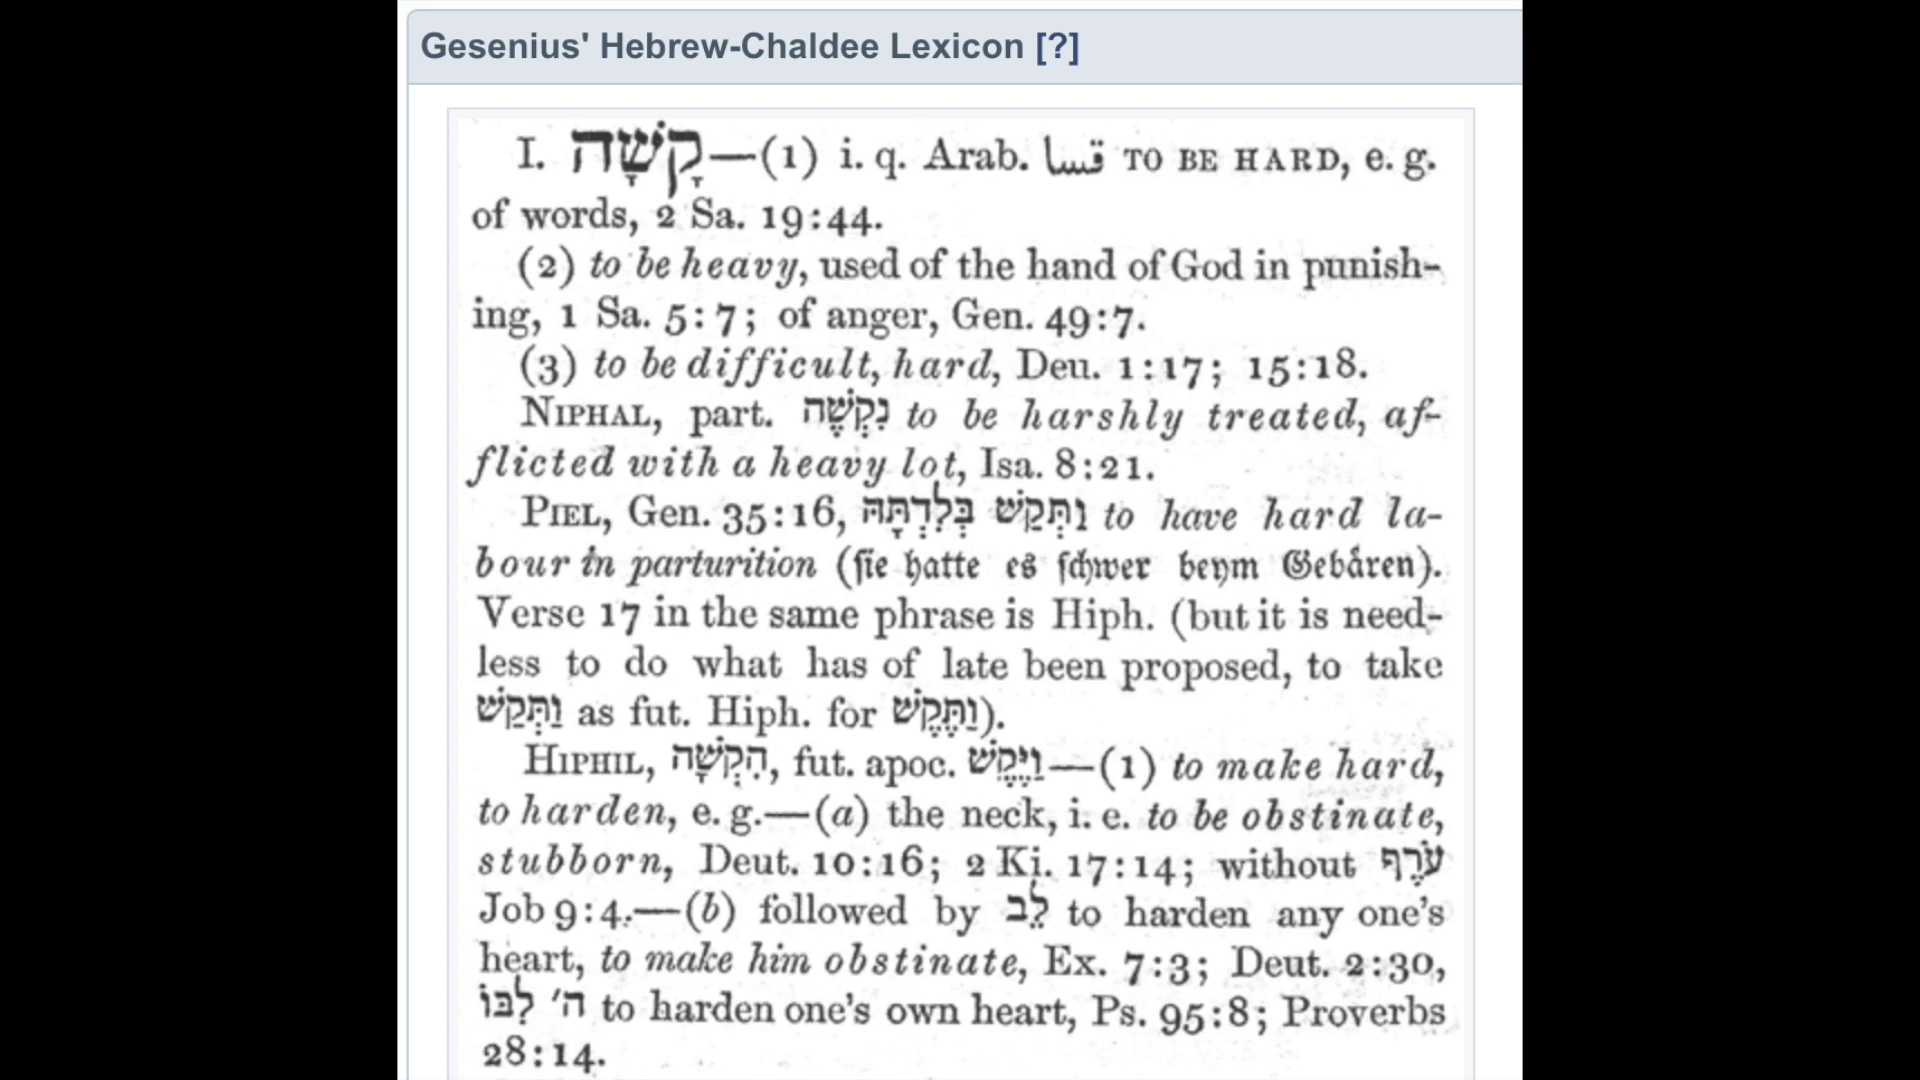 Gesenius' Hebrew-Chaldee Lexicon [?]
I. קָשָׁה—(1) i. q. Arab. قسا TO BE HARD, e. g.
of words, 2 Sa. 19:44.
(2) to be heavy, used of the hand of God in punish-
ing, 1 Sa. 5:7; of anger, Gen. 49:7.
(3) to be difficult, hard, Deu. 1:17; 15:18.
NIPHAL, part. נִקְשֶׁה to be harshly treated, af-
flicted with a heavy lot, Isa. 8:21.
PIEL, Gen. 35:16, וַתְּקַשׁ בְּלִדְתָּהּ to have hard la-
bour in parturition (sie hatte es schwer beym Gebären).
Verse 17 in the same phrase is Hiph. (but it is need-
less to do what has of late been proposed, to take
וַתְּקַשׁ as fut. Hiph. for וַתֶּקֶשׁ).
HIPHIL, הִקְשָׁה, fut. apoc. וַיֶּקֶשׁ—(1) to make hard,
to harden, e. g.—(a) the neck, i. e. to be obstinate,
stubborn, Deut. 10:16; 2 Ki. 17:14; without עֹרֶף
Job 9:4.—(b) followed by לֵב to harden any one's
heart, to make him obstinate, Ex. 7:3; Deut. 2:30,
ה׳ לִבּוֹ to harden one's own heart, Ps. 95:8; Proverbs
28:14.